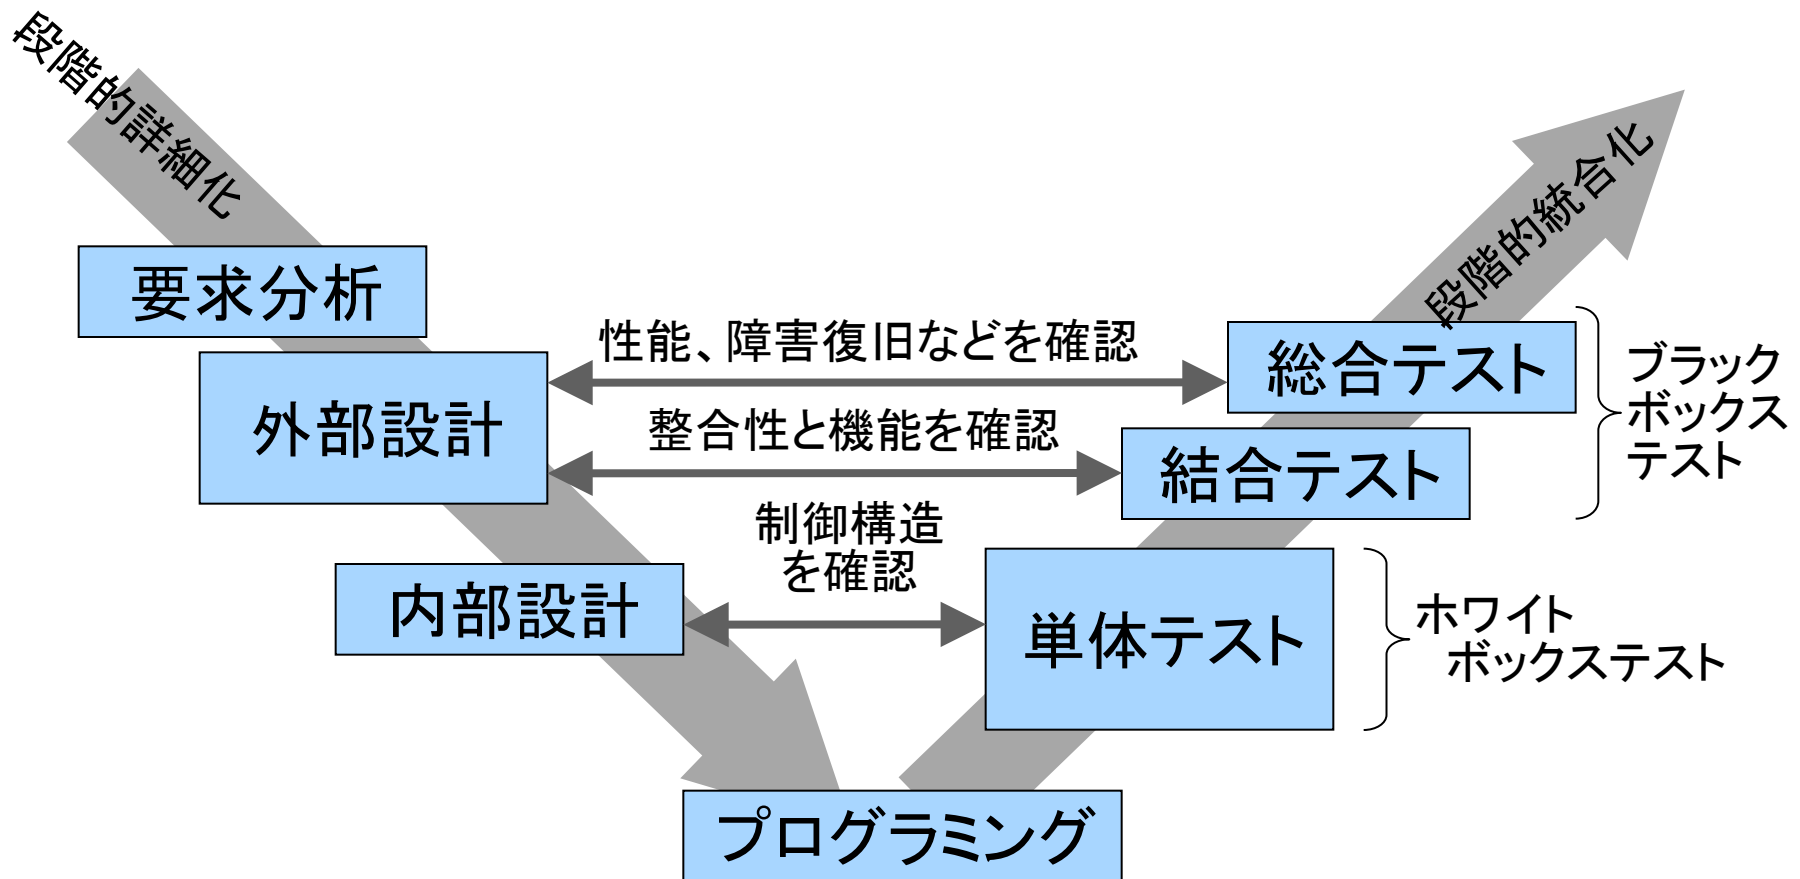 段階的詳細化
段階的統合化
要求分析
性能、障害復旧などを確認
総合テスト
ブラック
ボックス
テスト
外部設計
整合性と機能を確認
結合テスト
制御構造
を確認
内部設計
単体テスト
ホワイト
ボックステスト
プログラミング